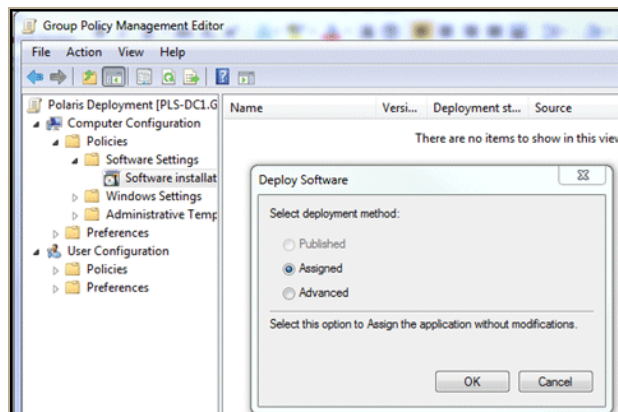 Group Policy Management Editor
File Action View Help
Polaris Deployment [PLS-DC1.G
Computer Configuration
Policies
Software Settings
Software installat
Windows Settings
Administrative Temp
Preferences
User Configuration
Policies
Preferences
Name Versi... Deployment st... Source
There are no items to show in this view
Deploy Software
Select deployment method:
Published
Assigned
Advanced
Select this option to Assign the application without modifications.
OK Cancel